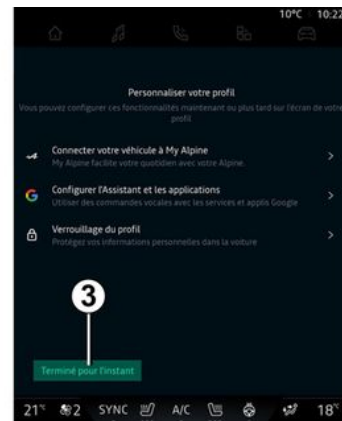 10°C 10:22
Personnaliser votre profil
Vous pouvez configurer ces fonctionnalités maintenant ou plus tard sur l'écran de votre
profil
Connecter votre véhicule à My Alpine
My Alpine facilite votre quotidien avec votre Alpine.
Configurer l'Assistant et les applications
Utiliser des commandes vocales avec les services et applis Google
Verrouillage du profil
Protégez vos informations personnelles dans la voiture
3
Terminé pour l'instant
21° 2 SYNC A/C 18°